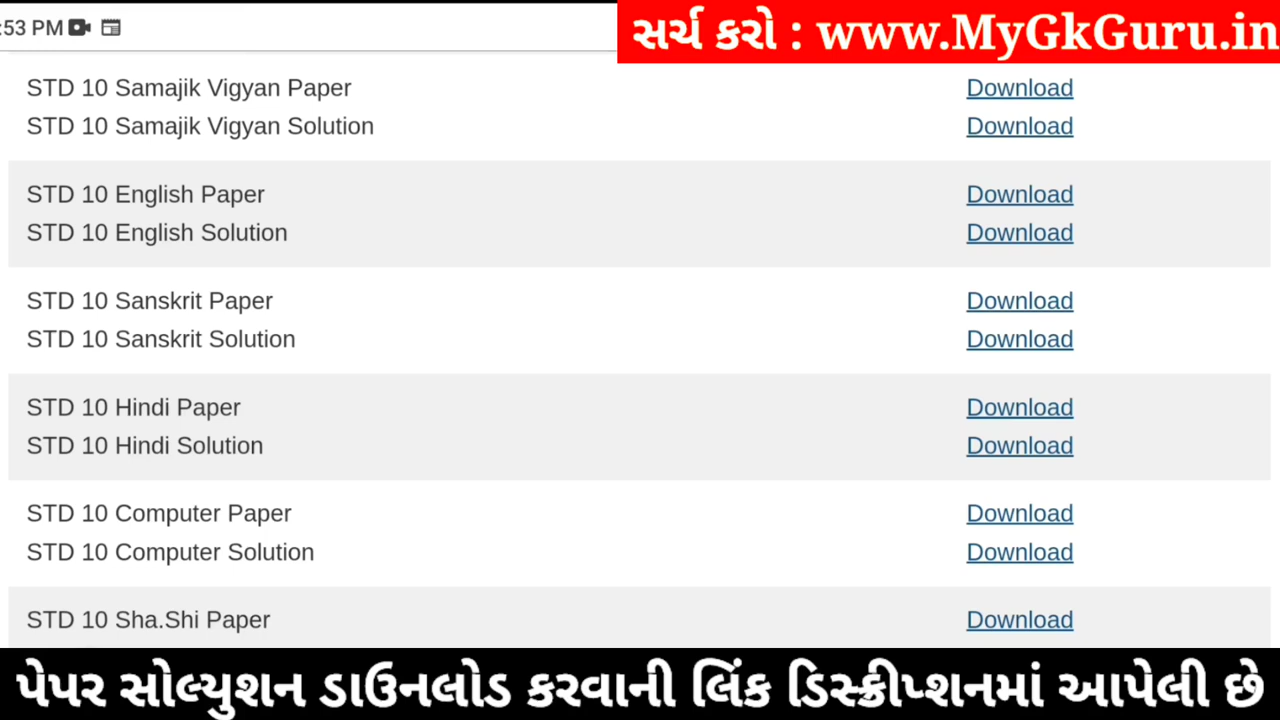 :53 PM
સર્ચ કરો : www.MyGkGuru.in
STD 10 Samajik Vigyan Paper Download
STD 10 Samajik Vigyan Solution Download
STD 10 English Paper Download
STD 10 English Solution Download
STD 10 Sanskrit Paper Download
STD 10 Sanskrit Solution Download
STD 10 Hindi Paper Download
STD 10 Hindi Solution Download
STD 10 Computer Paper Download
STD 10 Computer Solution Download
STD 10 Sha.Shi Paper Download
પેપર સોલ્યુશન ડાઉનલોડ કરવાની લિંક ડિસ્ક્રીપ્શનમાં આપેલી છે